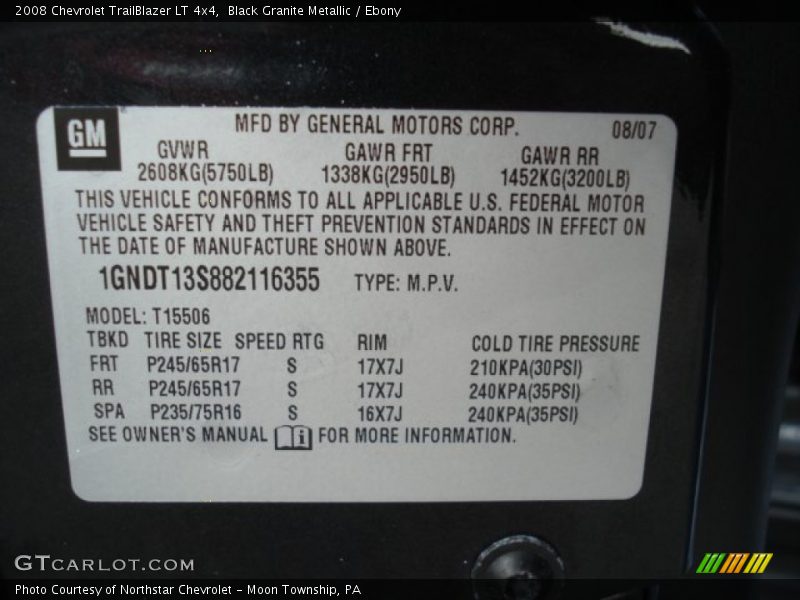 2008 Chevrolet TrailBlazer LT 4x4,  Black Granite Metallic / Ebony
GM
MFD BY GENERAL MOTORS CORP. 08/07
GVWR GAWR FRT GAWR RR
2608KG(5750LB) 1338KG(2950LB) 1452KG(3200LB)
THIS VEHICLE CONFORMS TO ALL APPLICABLE U.S. FEDERAL MOTOR
VEHICLE SAFETY AND THEFT PREVENTION STANDARDS IN EFFECT ON
THE DATE OF MANUFACTURE SHOWN ABOVE.
1GNDT13S882116355 TYPE: M.P.V.
MODEL: T15506
TBKD TIRE SIZE SPEED RTG RIM COLD TIRE PRESSURE
FRT P245/65R17 S 17X7J 210KPA(30PSI)
RR P245/65R17 S 17X7J 240KPA(35PSI)
SPA P235/75R16 S 16X7J 240KPA(35PSI)
SEE OWNER'S MANUAL i FOR MORE INFORMATION.
GTCARLOT.COM
Photo Courtesy of Northstar Chevrolet - Moon Township, PA